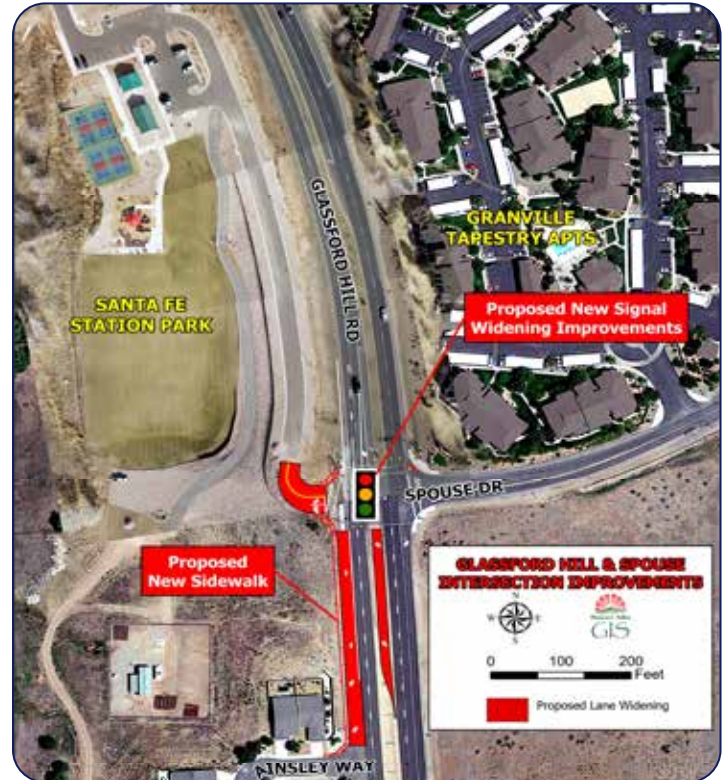 GLASSFORD HILL RD
GRANVILLE
TAPESTRY APTS
SANTA FE
STATION PARK
Proposed New Signal
Widening Improvements
SPOUSE DR
Proposed
New Sidewalk
GLASSFORD HILL & SPOUSE
INTERSECTION IMPROVEMENTS
N
W E
S
GIS
0 100 200
Feet
Proposed Lane Widening
AINSLEY WAY